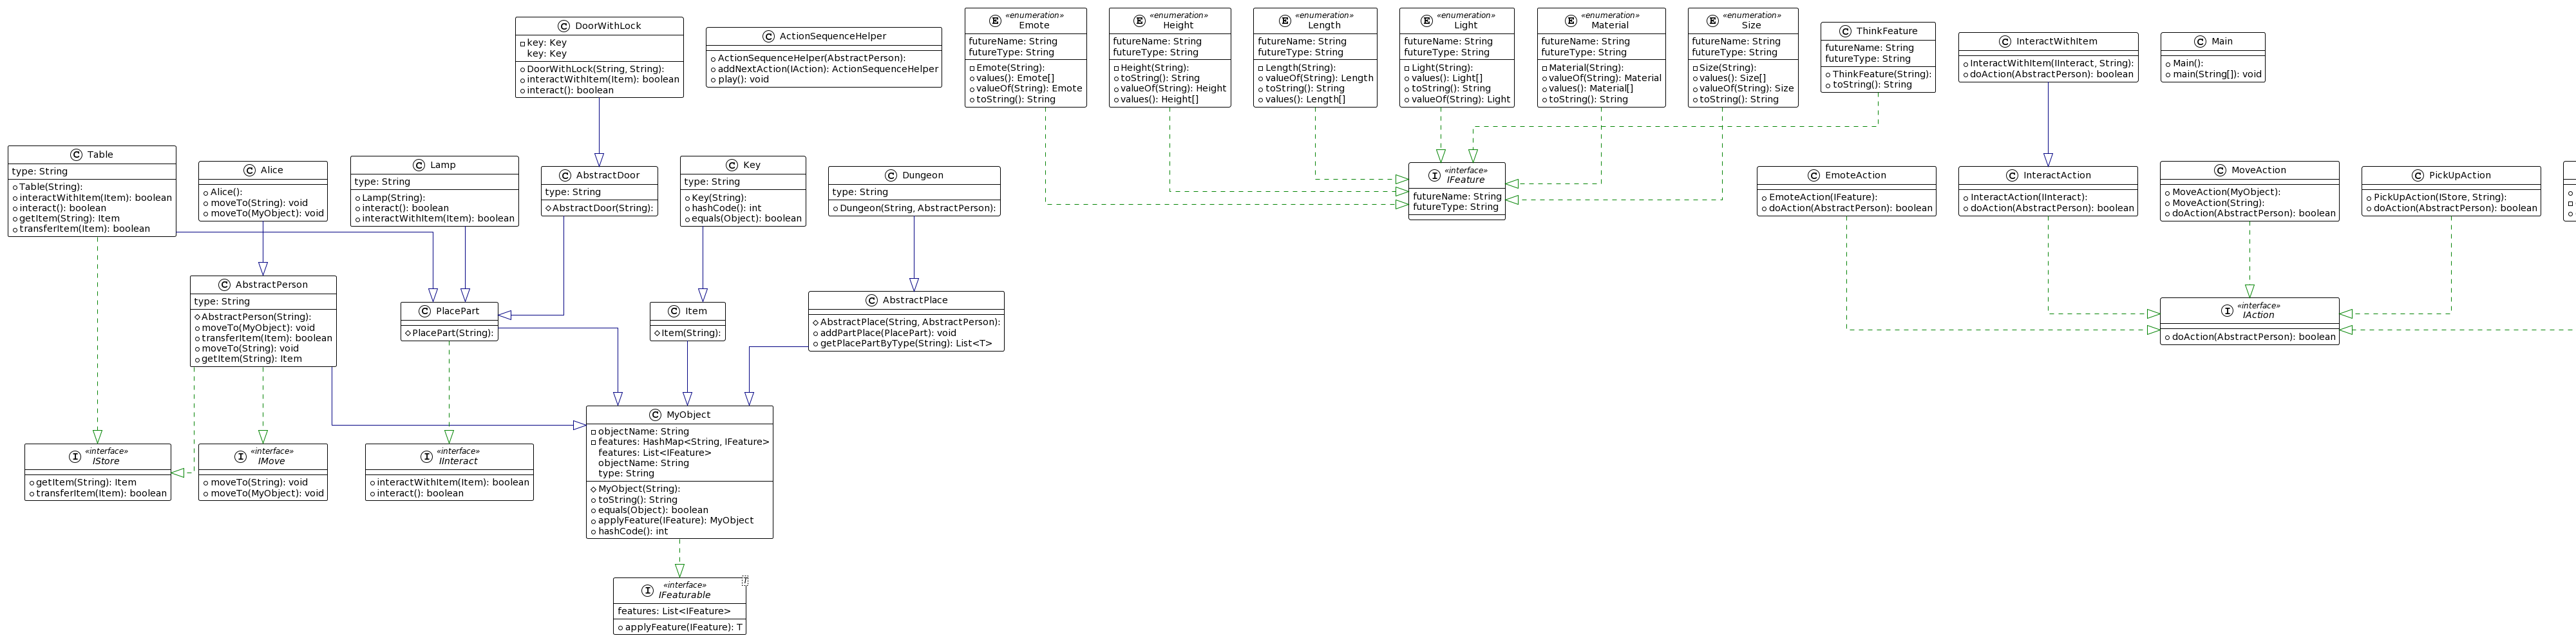 DoorWithLock
key: Key
key: Key
DoorWithLock(String, String):
interactWithItem(Item): boolean
interact(): boolean
ActionSequenceHelper
ActionSequenceHelper(AbstractPerson):
addNextAction(IAction): ActionSequenceHelper
play(): void
«enumeration»
Emote
futureName: String
futureType: String
Emote(String):
values(): Emote[]
valueOf(String): Emote
toString(): String
«enumeration»
Height
futureName: String
futureType: String
Height(String):
toString(): String
valueOf(String): Height
values(): Height[]
«enumeration»
Length
futureName: String
futureType: String
Length(String):
valueOf(String): Length
toString(): String
values(): Length[]
«enumeration»
Light
futureName: String
futureType: String
Light(String):
values(): Light[]
toString(): String
valueOf(String): Light
«enumeration»
Material
futureName: String
futureType: String
Material(String):
valueOf(String): Material
values(): Material[]
toString(): String
«enumeration»
Size
futureName: String
futureType: String
Size(String):
values(): Size[]
valueOf(String): Size
toString(): String
ThinkFeature
futureName: String
futureType: String
ThinkFeature(String):
toString(): String
InteractWithItem
InteractWithItem(IInteract, String):
doAction(AbstractPerson): boolean
Main
Main():
main(String[]): void
Table
type: String
Table(String):
interactWithItem(Item): boolean
interact(): boolean
getItem(String): Item
transferItem(Item): boolean
Alice
Alice():
moveTo(String): void
moveTo(MyObject): void
Lamp
type: String
Lamp(String):
interact(): boolean
interactWithItem(Item): boolean
AbstractDoor
type: String
AbstractDoor(String):
Key
type: String
Key(String):
hashCode(): int
equals(Object): boolean
Dungeon
type: String
Dungeon(String, AbstractPerson):
«interface»
IFeature
futureName: String
futureType: String
EmoteAction
EmoteAction(IFeature):
doAction(AbstractPerson): boolean
InteractAction
InteractAction(IInteract):
doAction(AbstractPerson): boolean
MoveAction
MoveAction(MyObject):
MoveAction(String):
doAction(AbstractPerson): boolean
PickUpAction
PickUpAction(IStore, String):
doAction(AbstractPerson): boolean
AbstractPerson
type: String
AbstractPerson(String):
moveTo(MyObject): void
transferItem(Item): boolean
moveTo(String): void
getItem(String): Item
PlacePart
PlacePart(String):
Item
Item(String):
AbstractPlace
AbstractPlace(String, AbstractPerson):
addPartPlace(PlacePart): void
getPlacePartByType(String): List<T>
«interface»
IAction
doAction(AbstractPerson): boolean
«interface»
IStore
getItem(String): Item
transferItem(Item): boolean
«interface»
IMove
moveTo(String): void
moveTo(MyObject): void
«interface»
IInteract
interactWithItem(Item): boolean
interact(): boolean
MyObject
objectName: String
features: HashMap<String, IFeature>
features: List<IFeature>
objectName: String
type: String
MyObject(String):
toString(): String
equals(Object): boolean
applyFeature(IFeature): MyObject
hashCode(): int
«interface»
IFeaturable
T
features: List<IFeature>
applyFeature(IFeature): T